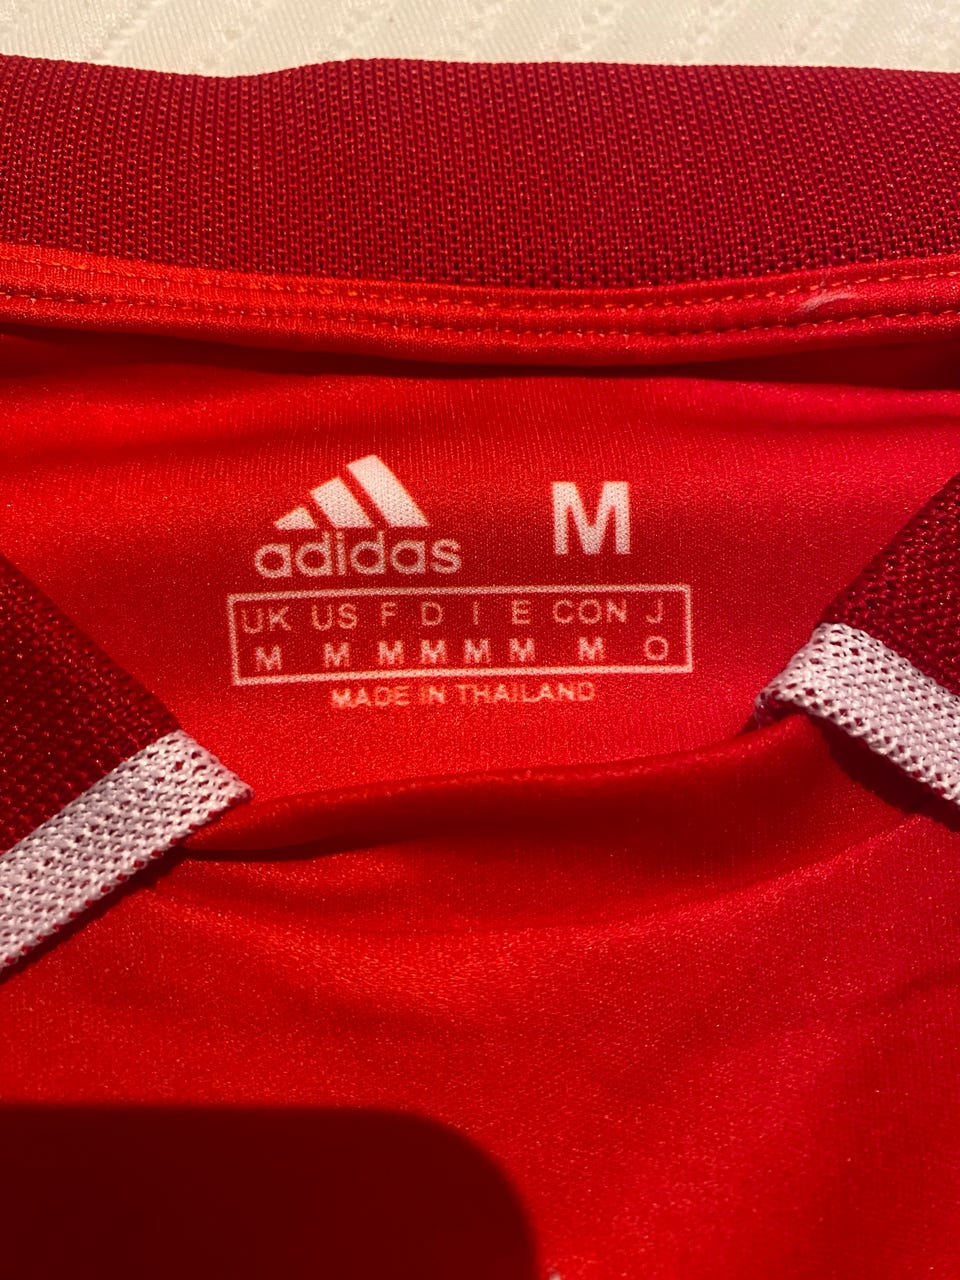 adidas M
UK US F D I E CON J
M M M M M M M O
MADE IN THAILAND